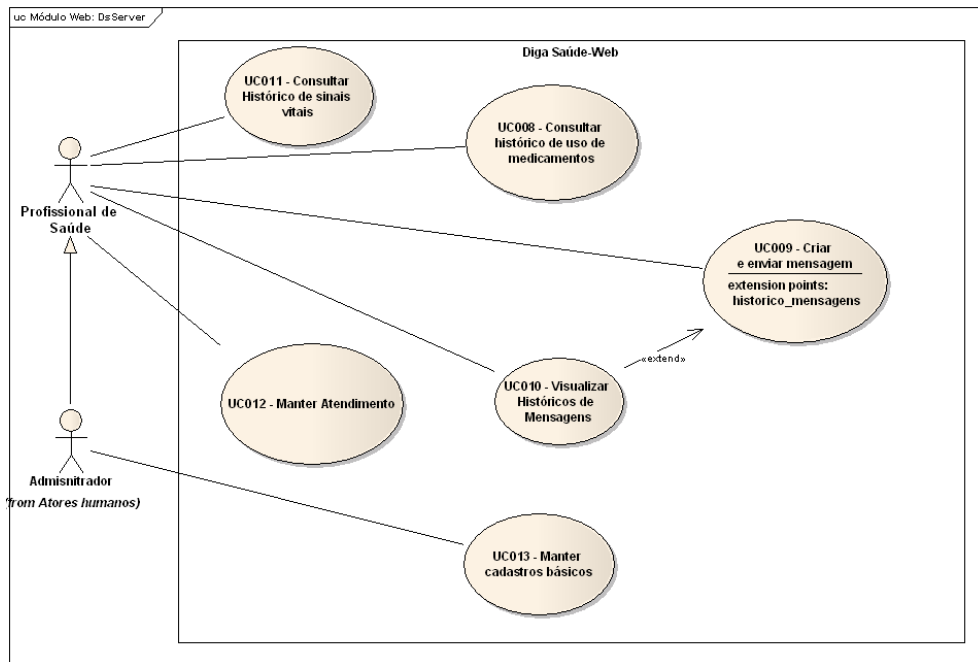 uc Módulo Web: DsServer
Diga Saúde-Web
UC011 - Consultar
Histórico de sinais
vitais
UC008 - Consultar
histórico de uso de
medicamentos
Profissional de
Saúde
UC009 - Criar
e enviar mensagem
extension points:
historico_mensagens
«extend»
UC010 - Visualizar
Históricos de
Mensagens
UC012 - Manter Atendimento
Admisnitrador
(from Atores humanos)
UC013 - Manter
cadastros básicos